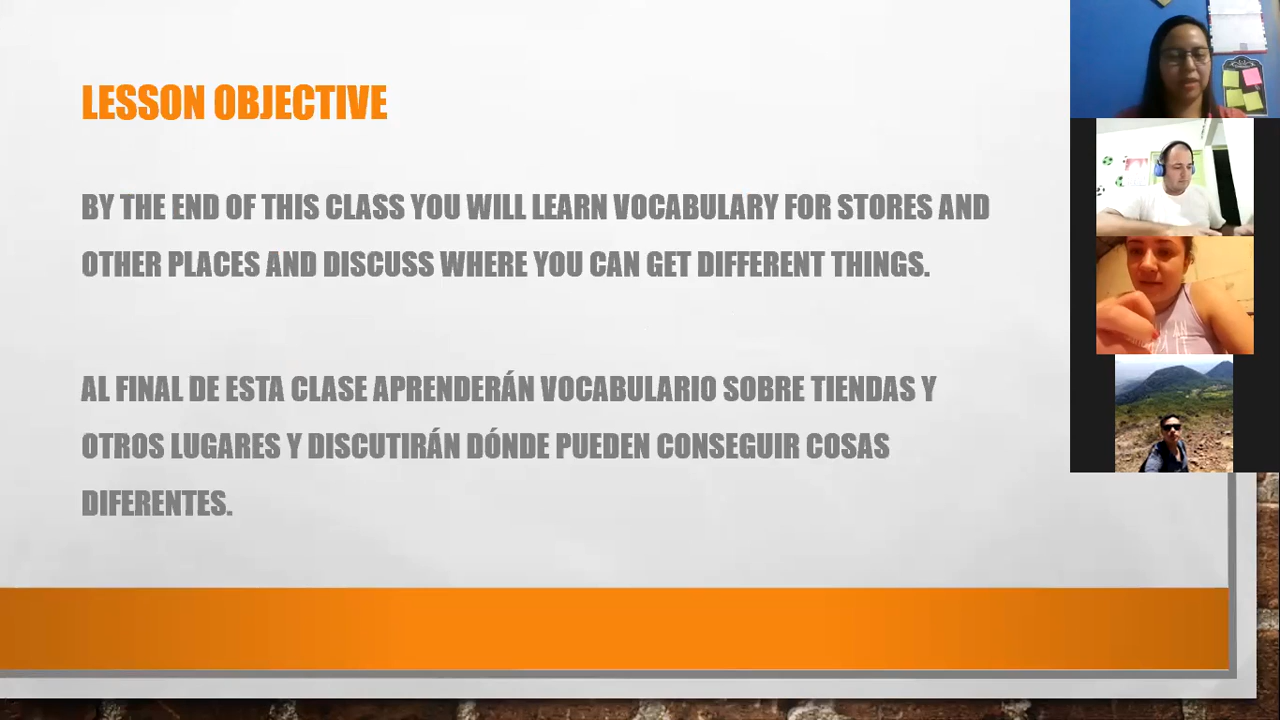 LESSON OBJECTIVE
BY THE END OF THIS CLASS YOU WILL LEARN VOCABULARY FOR STORES AND
OTHER PLACES AND DISCUSS WHERE YOU CAN GET DIFFERENT THINGS.
AL FINAL DE ESTA CLASE APRENDERÁN VOCABULARIO SOBRE TIENDAS Y
OTROS LUGARES Y DISCUTIRÁN DÓNDE PUEDEN CONSEGUIR COSAS
DIFERENTES.